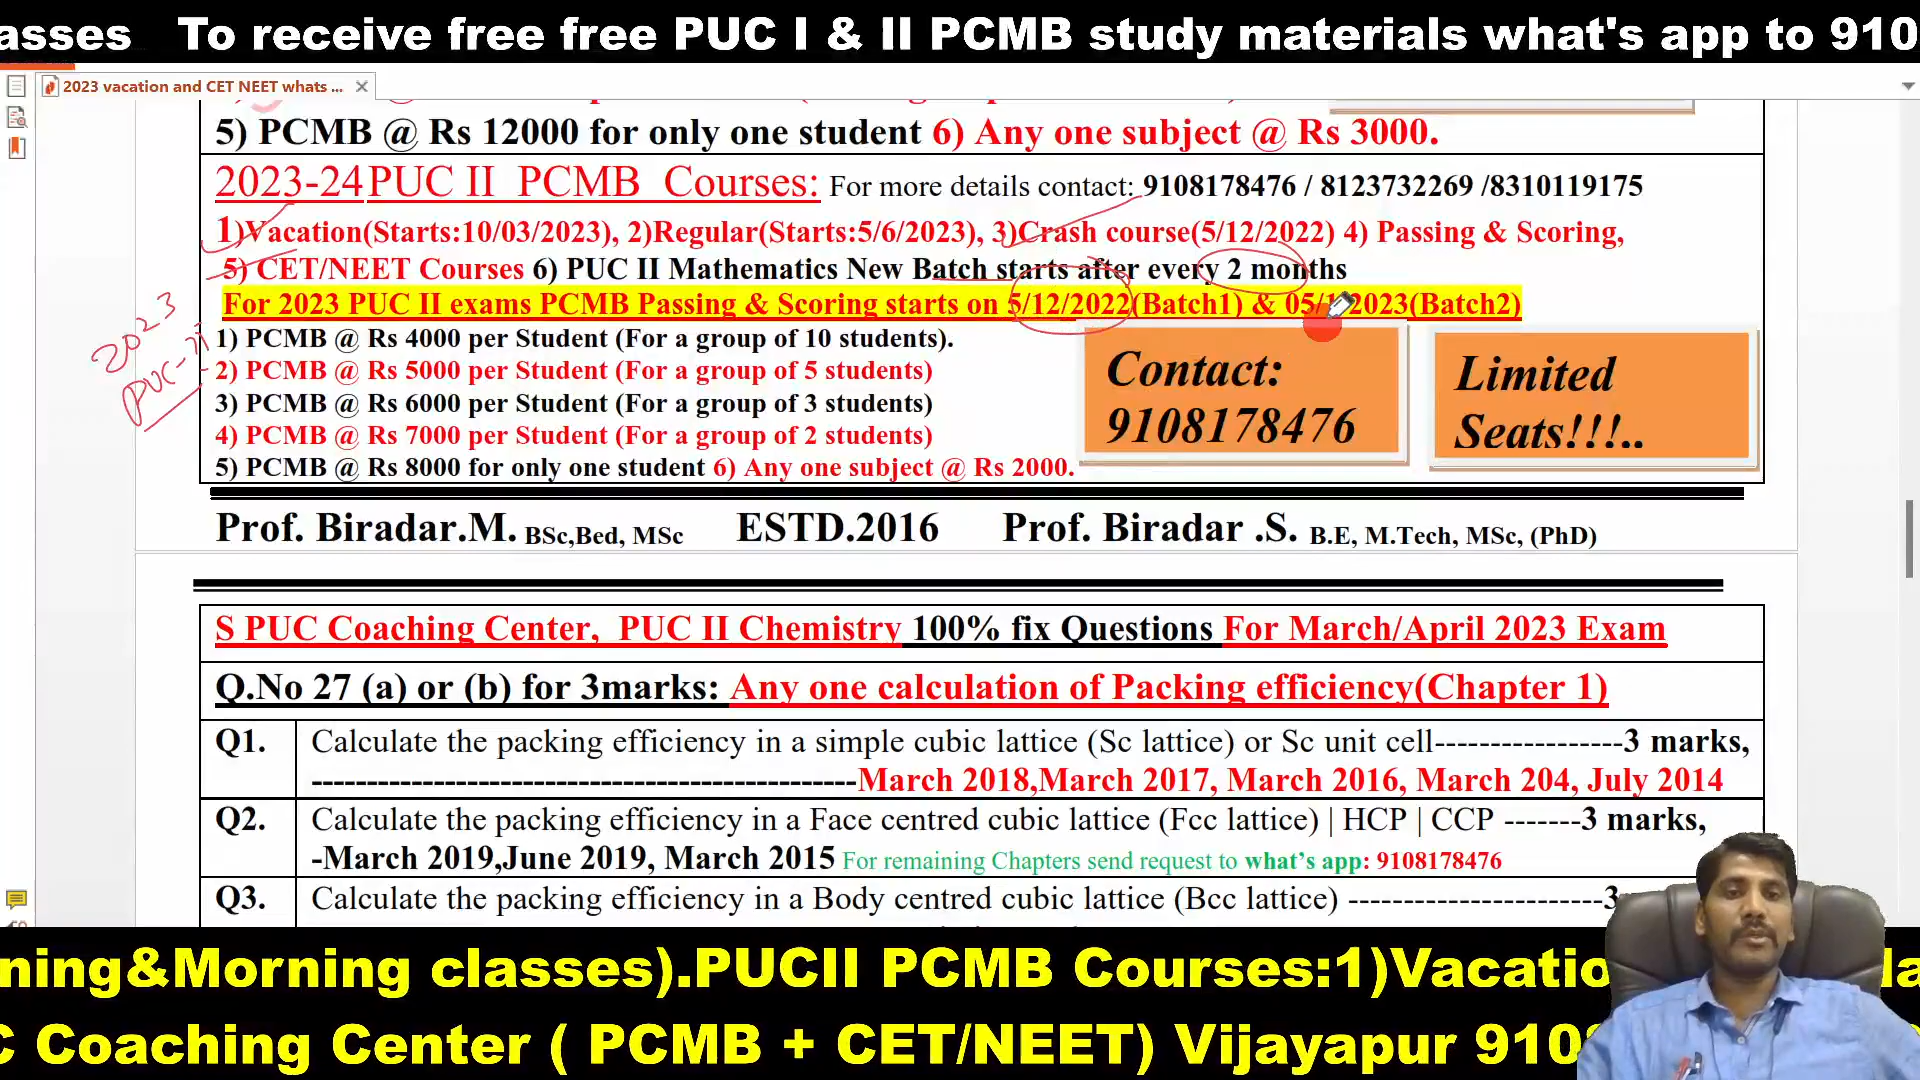 asses To receive free free PUC I & II PCMB study materials what's app to 910
2023 vacation and CET NEET whats ...
5) PCMB @ Rs 12000 for only one student 6) Any one subject @ Rs 3000.
2023-24 PUC II PCMB Courses: For more details contact: 9108178476 / 8123732269 /8310119175
1)Vacation(Starts:10/03/2023), 2)Regular(Starts:5/6/2023), 3)Crash course(5/12/2022) 4) Passing & Scoring,
5) CET/NEET Courses 6) PUC II Mathematics New Batch starts after every 2 months
For 2023 PUC II exams PCMB Passing & Scoring starts on 5/12/2022(Batch1) & 05/1/2023(Batch2)
2023
PUC-II
1) PCMB @ Rs 4000 per Student (For a group of 10 students).
2) PCMB @ Rs 5000 per Student (For a group of 5 students)
3) PCMB @ Rs 6000 per Student (For a group of 3 students)
4) PCMB @ Rs 7000 per Student (For a group of 2 students)
5) PCMB @ Rs 8000 for only one student 6) Any one subject @ Rs 2000.
Contact:
9108178476
Limited
Seats!!!..
Prof. Biradar.M. BSc,Bed, MSc ESTD.2016 Prof. Biradar .S. B.E, M.Tech, MSc, (PhD)
S PUC Coaching Center, PUC II Chemistry 100% fix Questions For March/April 2023 Exam
Q.No 27 (a) or (b) for 3marks: Any one calculation of Packing efficiency(Chapter 1)
Q1. Calculate the packing efficiency in a simple cubic lattice (Sc lattice) or Sc unit cell-----------------3 marks,
--------------------------------------------------March 2018,March 2017, March 2016, March 204, July 2014
Q2. Calculate the packing efficiency in a Face centred cubic lattice (Fcc lattice) | HCP | CCP -------3 marks,
-March 2019,June 2019, March 2015 For remaining Chapters send request to what's app: 9108178476
Q3. Calculate the packing efficiency in a Body centred cubic lattice (Bcc lattice) -----------------------3
ning&Morning classes).PUCII PCMB Courses:1)Vacatio
C Coaching Center ( PCMB + CET/NEET) Vijayapur 910